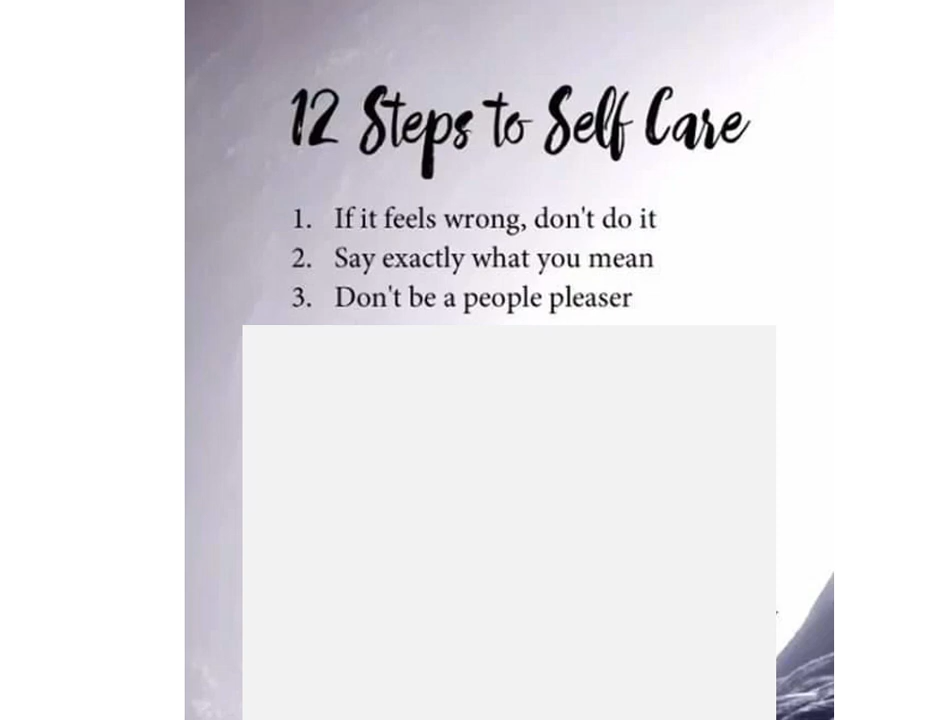 12 Steps to Self Care
1. If it feels wrong, don't do it
2. Say exactly what you mean
3. Don't be a people pleaser